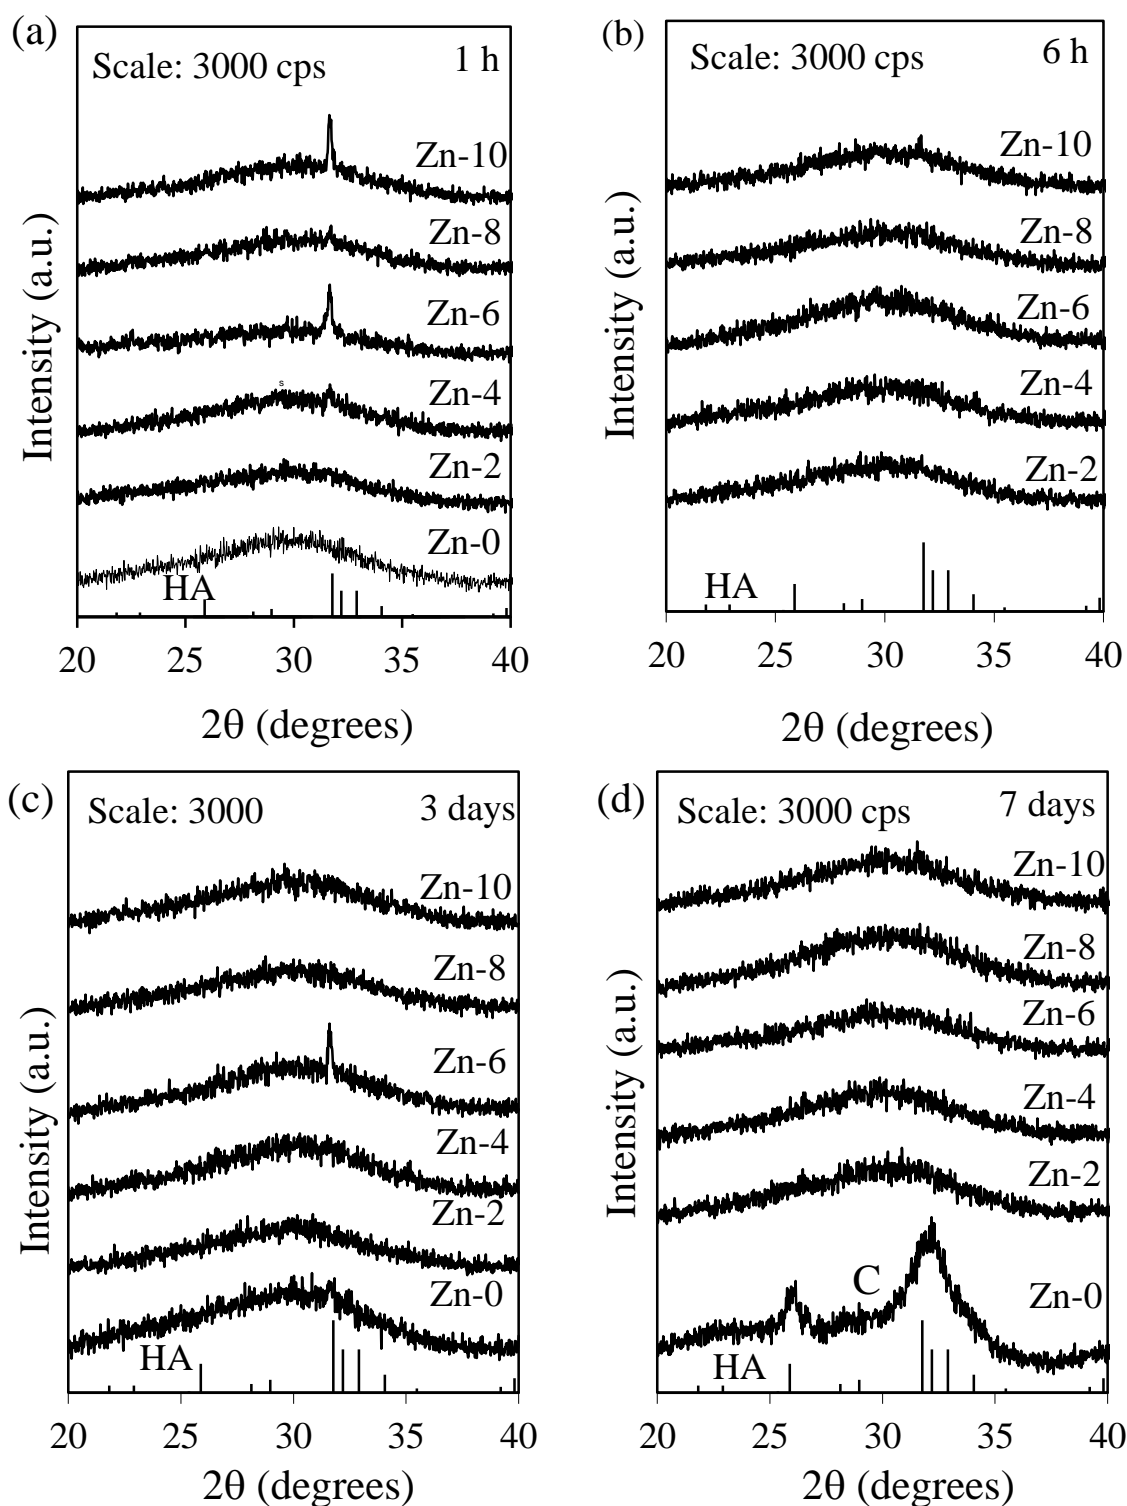 (a)
Scale: 3000 cps
1 h
Zn-10
Zn-8
Zn-6
s
Zn-4
Zn-2
Zn-0
HA
20
25
30
35
40
2θ (degrees)
Intensity (a.u.)
(b)
Scale: 3000 cps
6 h
Zn-10
Zn-8
Zn-6
Zn-4
Zn-2
HA
20
25
30
35
40
2θ (degrees)
Intensity (a.u.)
(c)
Scale: 3000
3 days
Zn-10
Zn-8
Zn-6
Zn-4
Zn-2
Zn-0
HA
20
25
30
35
40
2θ (degrees)
Intensity (a.u.)
(d)
Scale: 3000 cps
7 days
Zn-10
Zn-8
Zn-6
Zn-4
Zn-2
C
Zn-0
HA
20
25
30
35
40
2θ (degrees)
Intensity (a.u.)